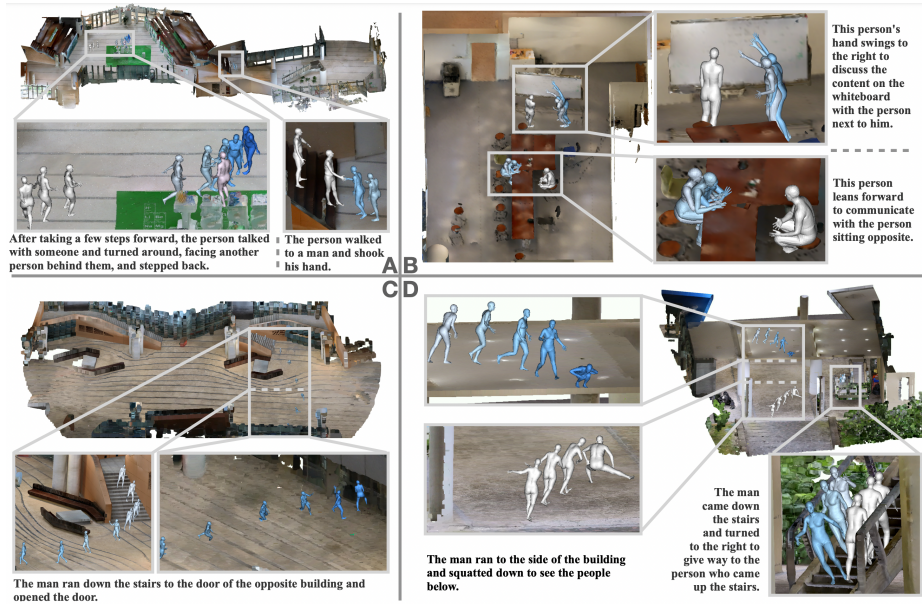 This person's
hand swings to
the right to
discuss the
content on the
whiteboard
with the person
next to him.
This person
leans forward
to communicate
with the person
sitting opposite.
After taking a few steps forward, the person talked
with someone and turned around, facing another
person behind them, and stepped back.
The person walked
to a man and shook
his hand.
A B
C D
The man ran down the stairs to the door of the opposite building and
opened the door.
The man ran to the side of the building
and squatted down to see the people
below.
The man
came down
the stairs
and turned
to the right to
give way to the
person who came
up the stairs.